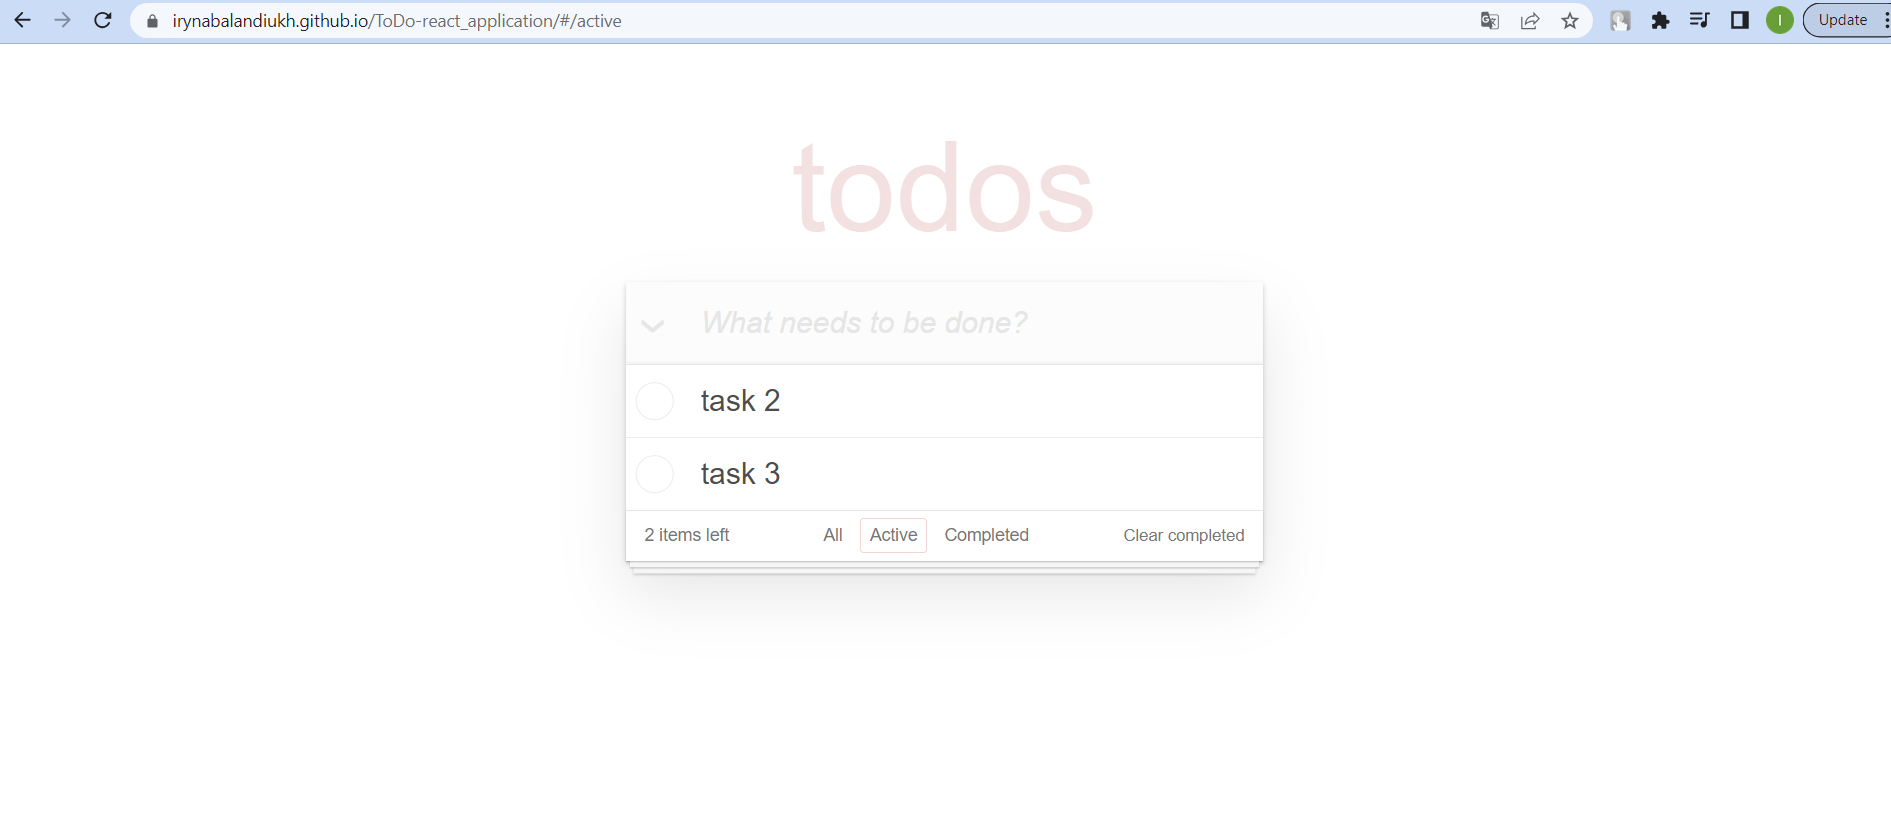 irynabalandiukh.github.io/ToDo-react_application/#/active
I
Update
todos
What needs to be done?
task 2
task 3
2 items left All Active Completed Clear completed